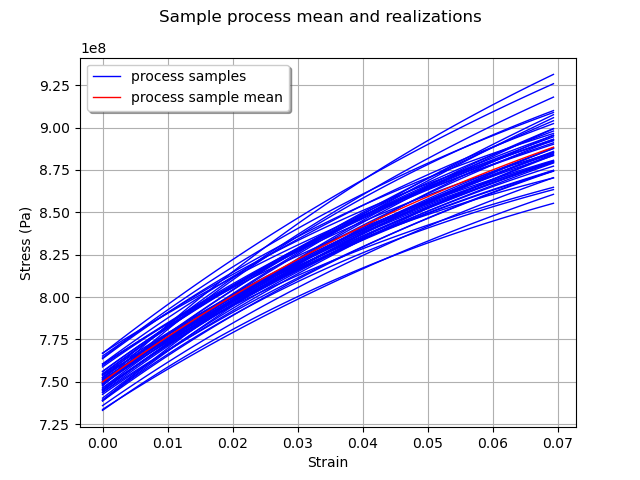 Sample process mean and realizations
1e8
process samples
process sample mean
9.25
9.00
8.75
8.50
8.25
8.00
7.75
7.50
7.25
Stress (Pa)
0.00 0.01 0.02 0.03 0.04 0.05 0.06 0.07
Strain